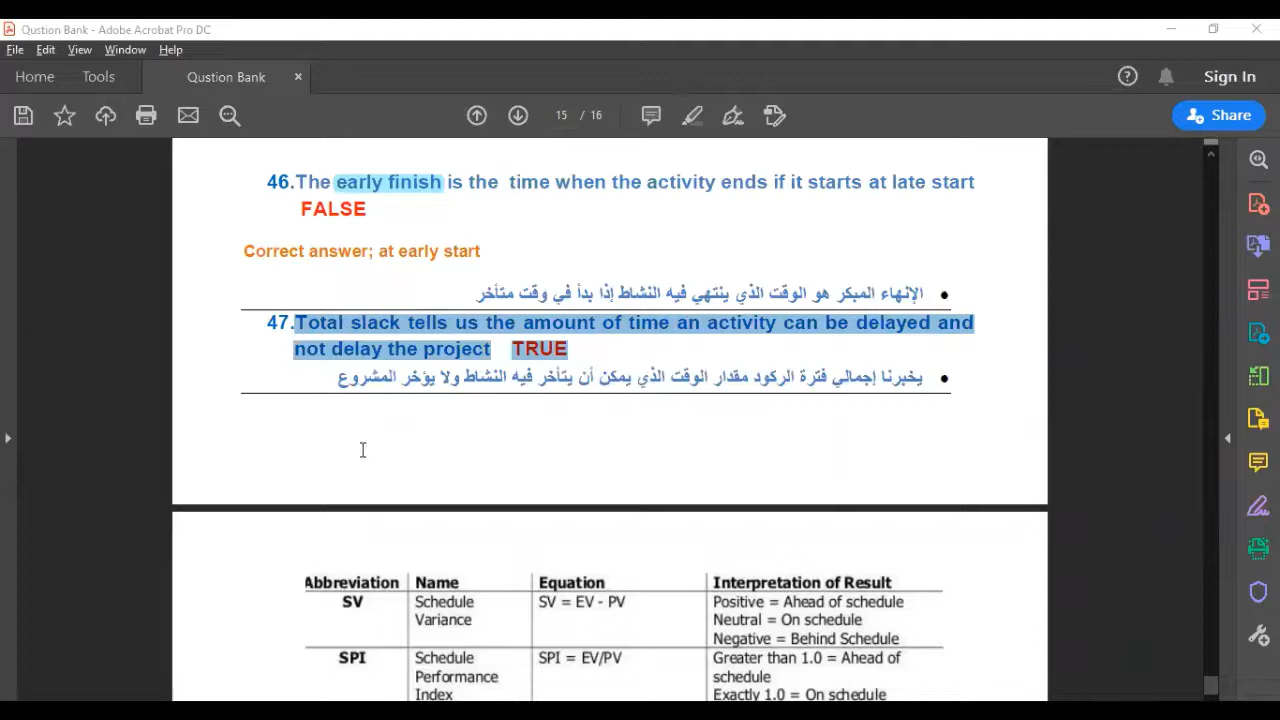 Qustion Bank - Adobe Acrobat Pro DC
File Edit View Window Help
Home Tools Qustion Bank × Sign In
15 / 16 Share
46.The early finish is the time when the activity ends if it starts at late start
FALSE
Correct answer; at early start
• الإنهاء المبكر هو الوقت الذي ينتهي فيه النشاط إذا بدأ في وقت متأخر.
47.Total slack tells us the amount of time an activity can be delayed and
not delay the project TRUE
• يخبرنا إجمالي فترة الركود مقدار الوقت الذي يمكن أن يتأخر فيه النشاط ولا يؤخر المشروع
Abbreviation Name Equation Interpretation of Result
SV Schedule SV = EV - PV Positive = Ahead of schedule
Variance Neutral = On schedule
Negative = Behind Schedule
SPI Schedule SPI = EV/PV Greater than 1.0 = Ahead of
Performance schedule
Index Exactly 1.0 = On schedule